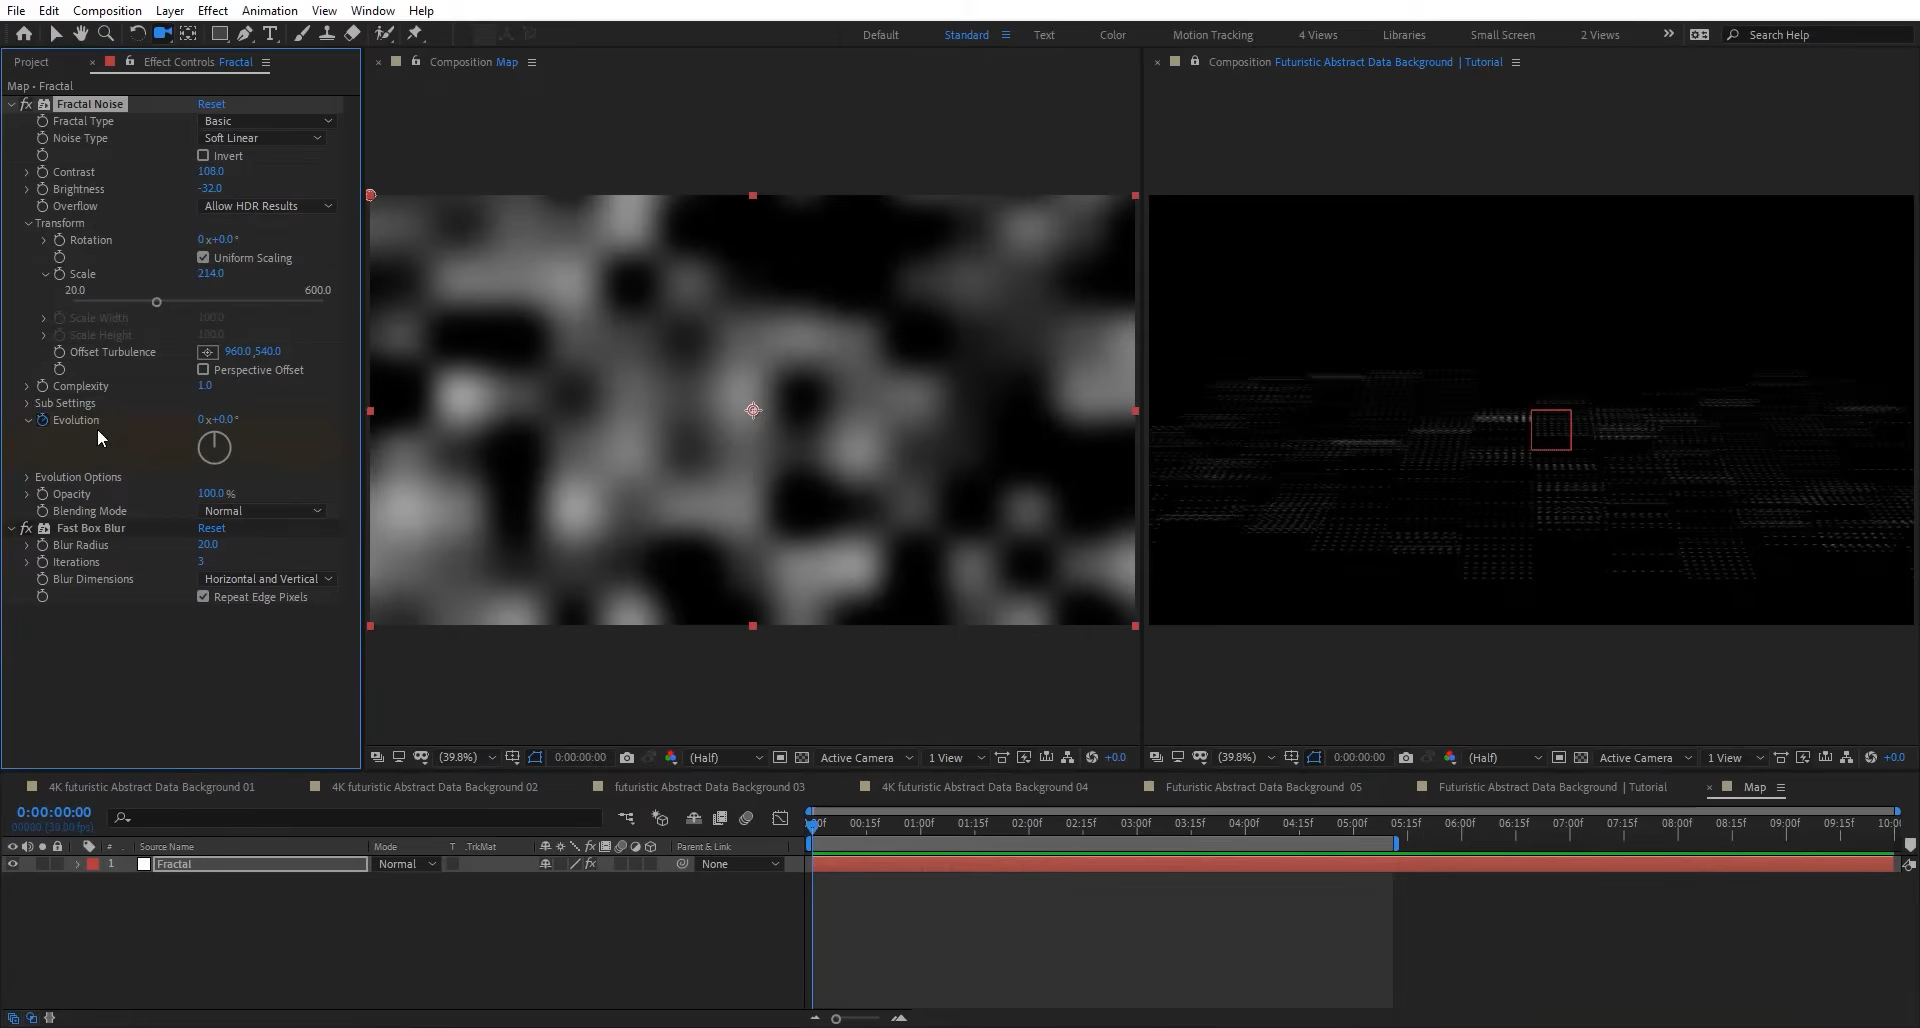 File Edit Composition Layer Effect Animation View Window Help
Default Standard Text Color Motion Tracking 4 Views Libraries Small Screen 2 Views Search Help
Project Effect Controls Fractal
Composition Map
Composition Futuristic Abstract Data Background | Tutorial
Map • Fractal
fx Fractal Noise Reset
Fractal Type Basic
Noise Type Soft Linear
Invert
Contrast 108.0
Brightness -32.0
Overflow Allow HDR Results
Transform
Rotation 0x+0.0°
Uniform Scaling
Scale 214.0
20.0 600.0
Scale Width 100.0
Scale Height 100.0
Offset Turbulence 960.0,540.0
Perspective Offset
Complexity 1.0
Sub Settings
Evolution 0x+0.0°
Evolution Options
Opacity 100.0 %
Blending Mode Normal
fx Fast Box Blur Reset
Blur Radius 20.0
Iterations 3
Blur Dimensions Horizontal and Vertical
Repeat Edge Pixels
(39.8%) 0:00:00:00 (Half) Active Camera 1 View +0.0
(39.8%) 0:00:00:00 (Half) Active Camera 1 View +0.0
4K futuristic Abstract Data Background 01 4K futuristic Abstract Data Background 02 futuristic Abstract Data Background 03 4K futuristic Abstract Data Background 04 Futuristic Abstract Data Background 05 Futuristic Abstract Data Background | Tutorial Map
0:00:00:00
00000 (30.00 fps)
00:15f 01:00f 01:15f 02:00f 02:15f 03:00f 03:15f 04:00f 04:15f 05:00f 05:15f 06:00f 06:15f 07:00f 07:15f 08:00f 08:15f 09:00f 09:15f
# Source Name Mode T .TrkMat fx Parent & Link
1 Fractal Normal fx None